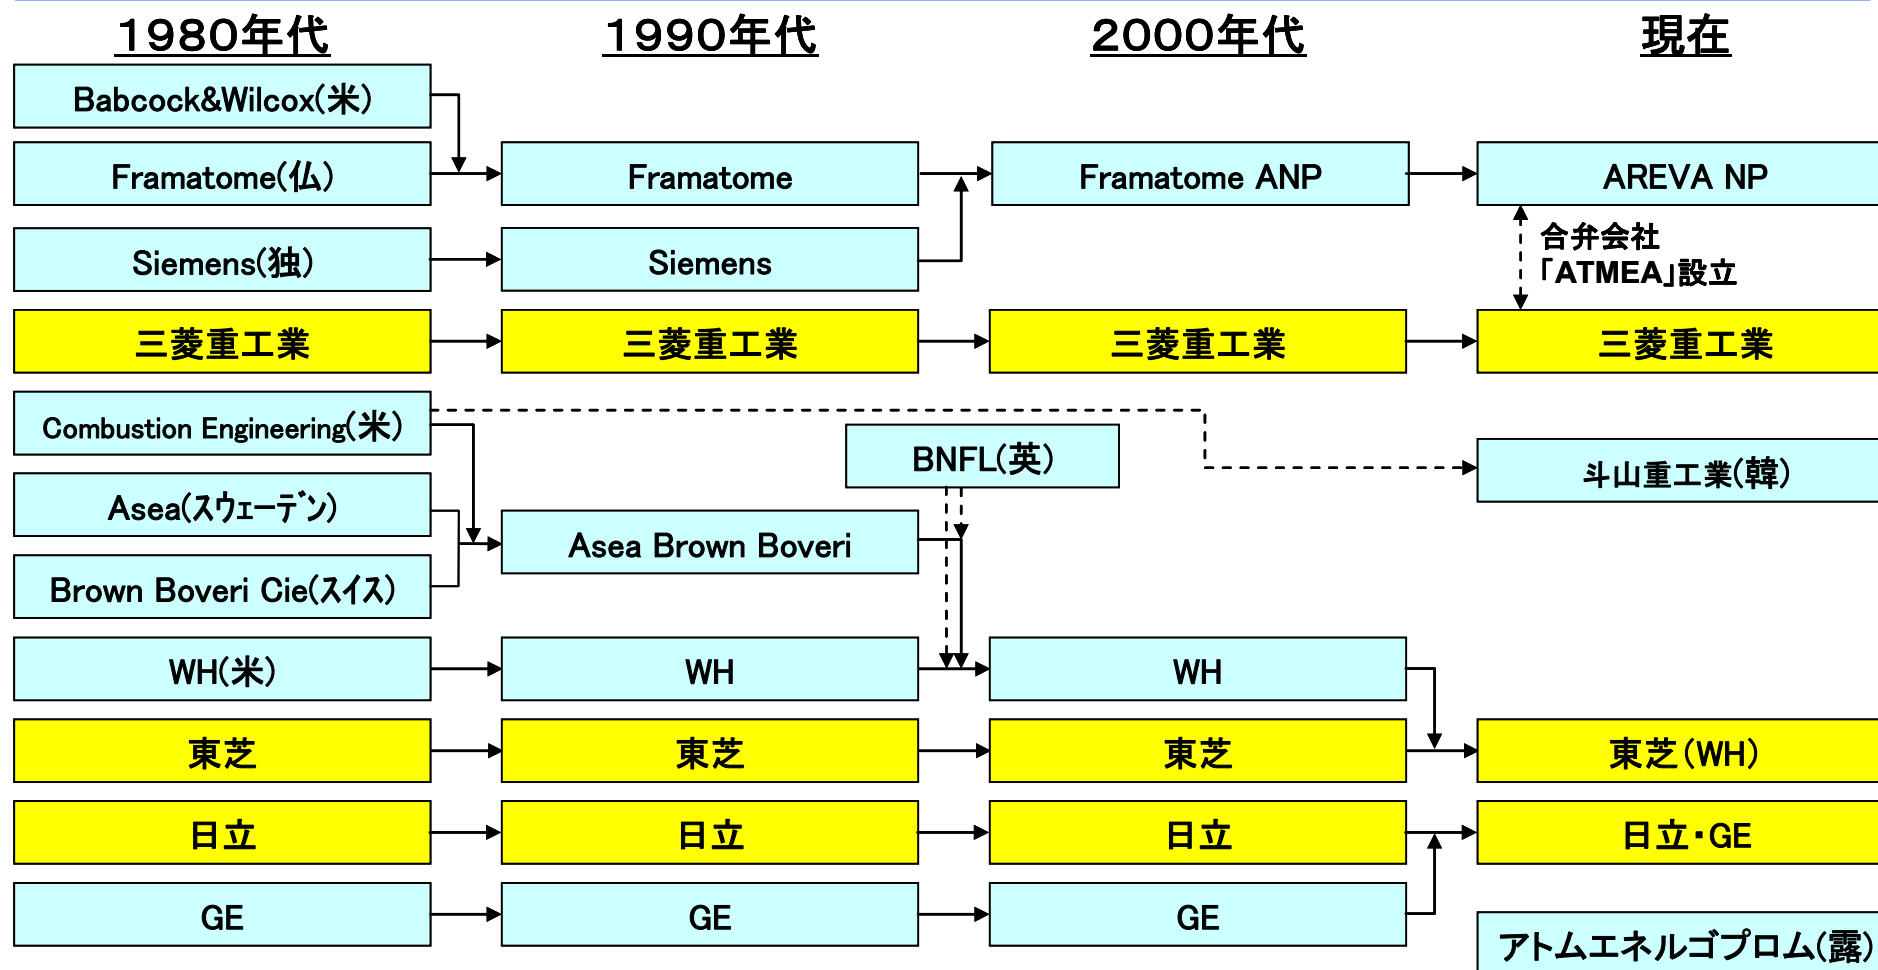 1980年代
1990年代
2000年代
現在
Babcock&Wilcox(米)
Framatome(仏)
Framatome
Framatome ANP
AREVA NP
合弁会社
「ATMEA」設立
Siemens(独)
Siemens
三菱重工業
三菱重工業
三菱重工業
三菱重工業
Combustion Engineering(米)
BNFL(英)
斗山重工業(韓)
Asea(スウェーデン)
Asea Brown Boveri
Brown Boveri Cie(スイス)
WH(米)
WH
WH
東芝
東芝
東芝
東芝(WH)
日立
日立
日立
日立・GE
GE
GE
GE
アトムエネルゴプロム(露)